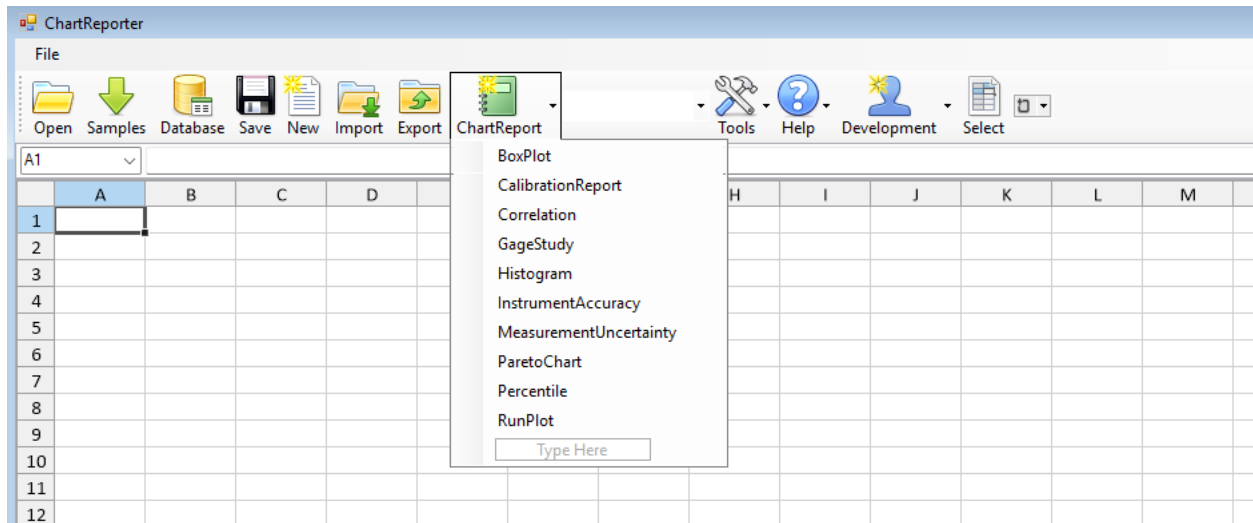 ChartReporter
File
Open Samples Database Save New Import Export ChartReport Tools Help Development Select
A1
BoxPlot
CalibrationReport
Correlation
GageStudy
Histogram
InstrumentAccuracy
MeasurementUncertainty
ParetoChart
Percentile
RunPlot
Type Here
A B C D H I J K L M
1
2
3
4
5
6
7
8
9
10
11
12